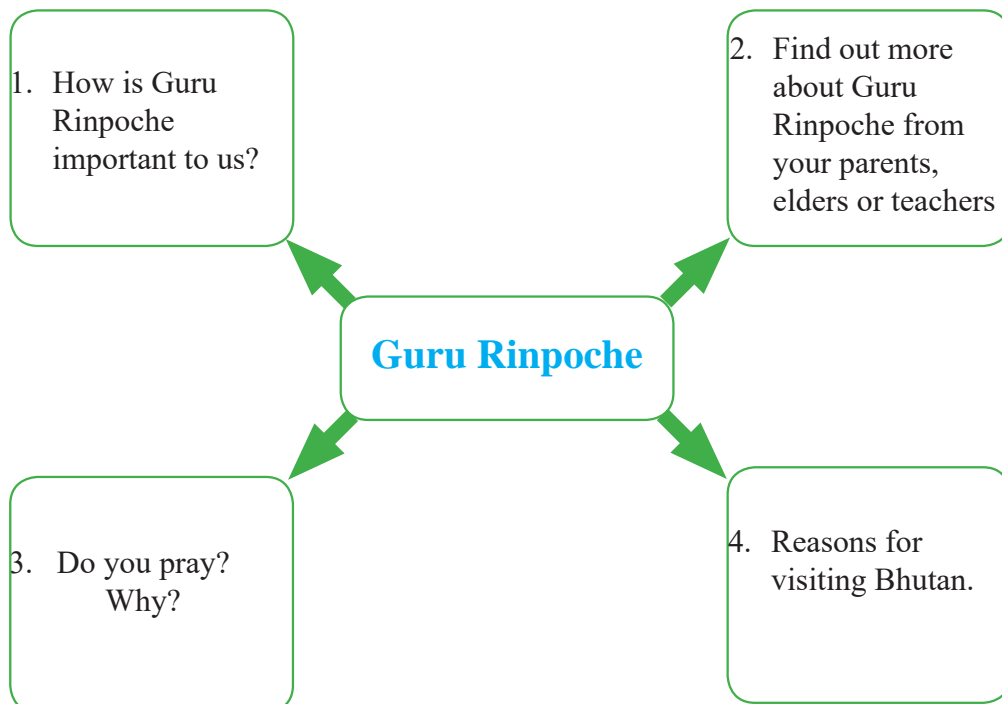 1. How is Guru
Rinpoche
important to us?
2. Find out more
about Guru
Rinpoche from
your parents,
elders or teachers
Guru Rinpoche
3. Do you pray?
Why?
4. Reasons for
visiting Bhutan.